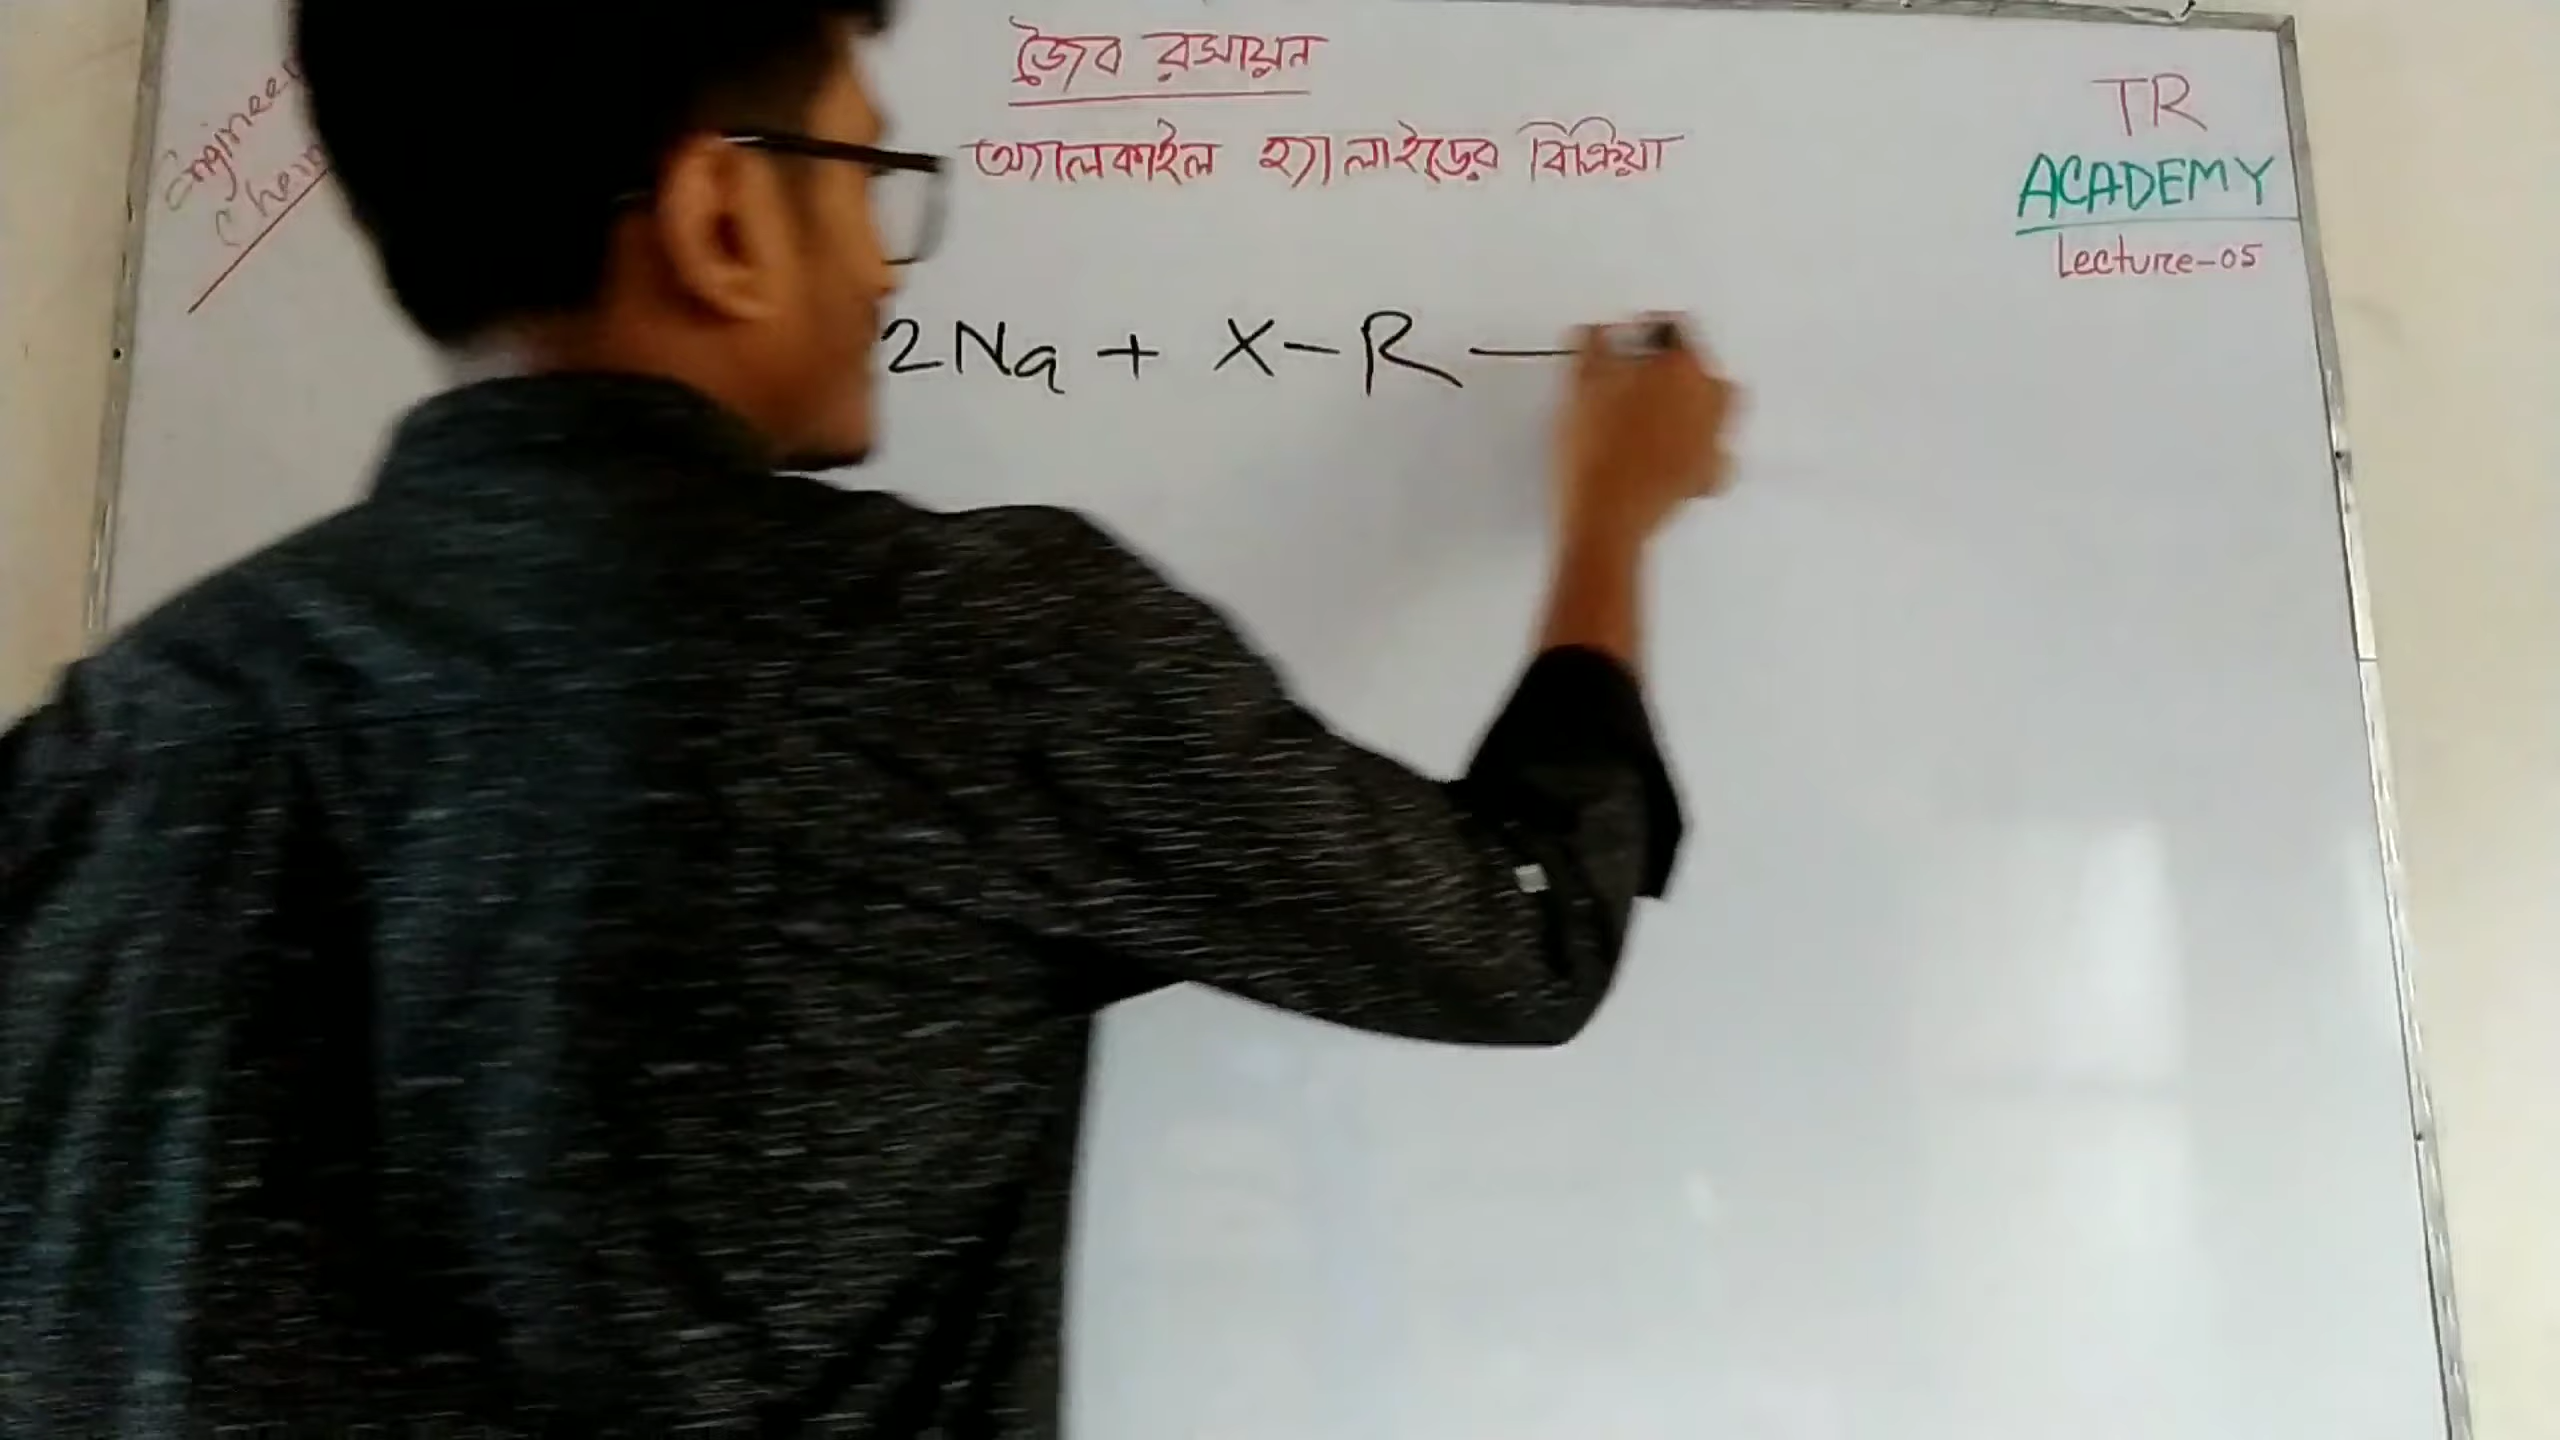 জৈব রসায়ন
অ্যালকাইল হ্যালাইডের বিক্রিয়া
TR
ACADEMY
Lecture-05
2Na + X-R —